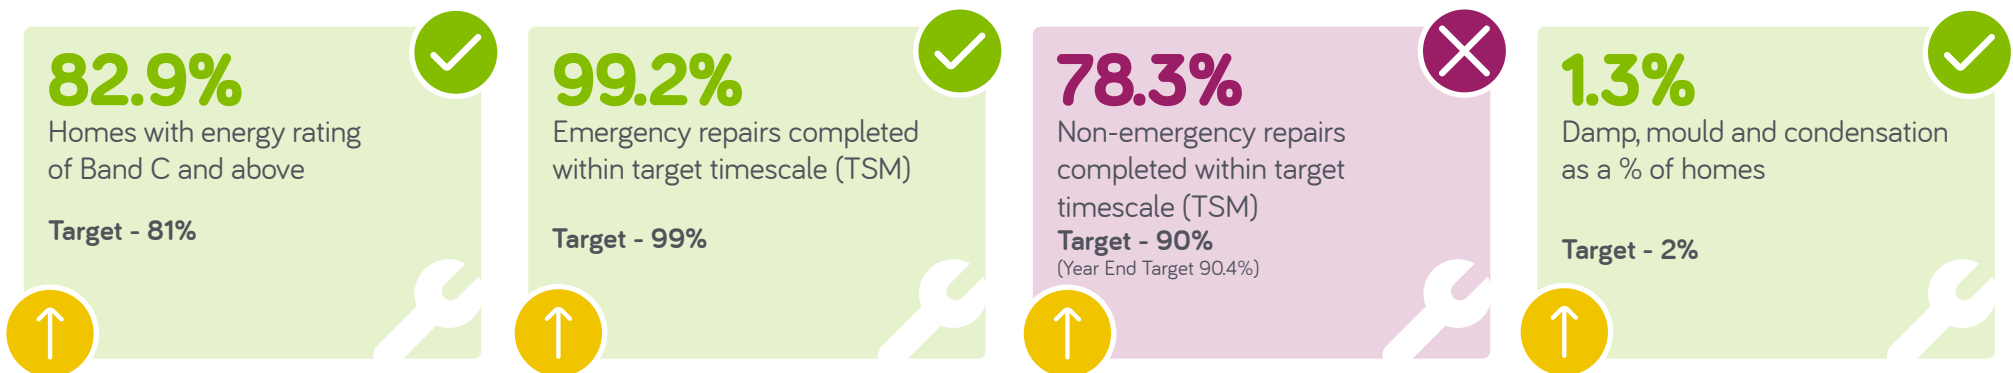 82.9%
Homes with energy rating
of Band C and above
Target - 81%
99.2%
Emergency repairs completed
within target timescale (TSM)
Target - 99%
78.3%
Non-emergency repairs
completed within target
timescale (TSM)
Target - 90%
(Year End Target 90.4%)
1.3%
Damp, mould and condensation
as a % of homes
Target - 2%